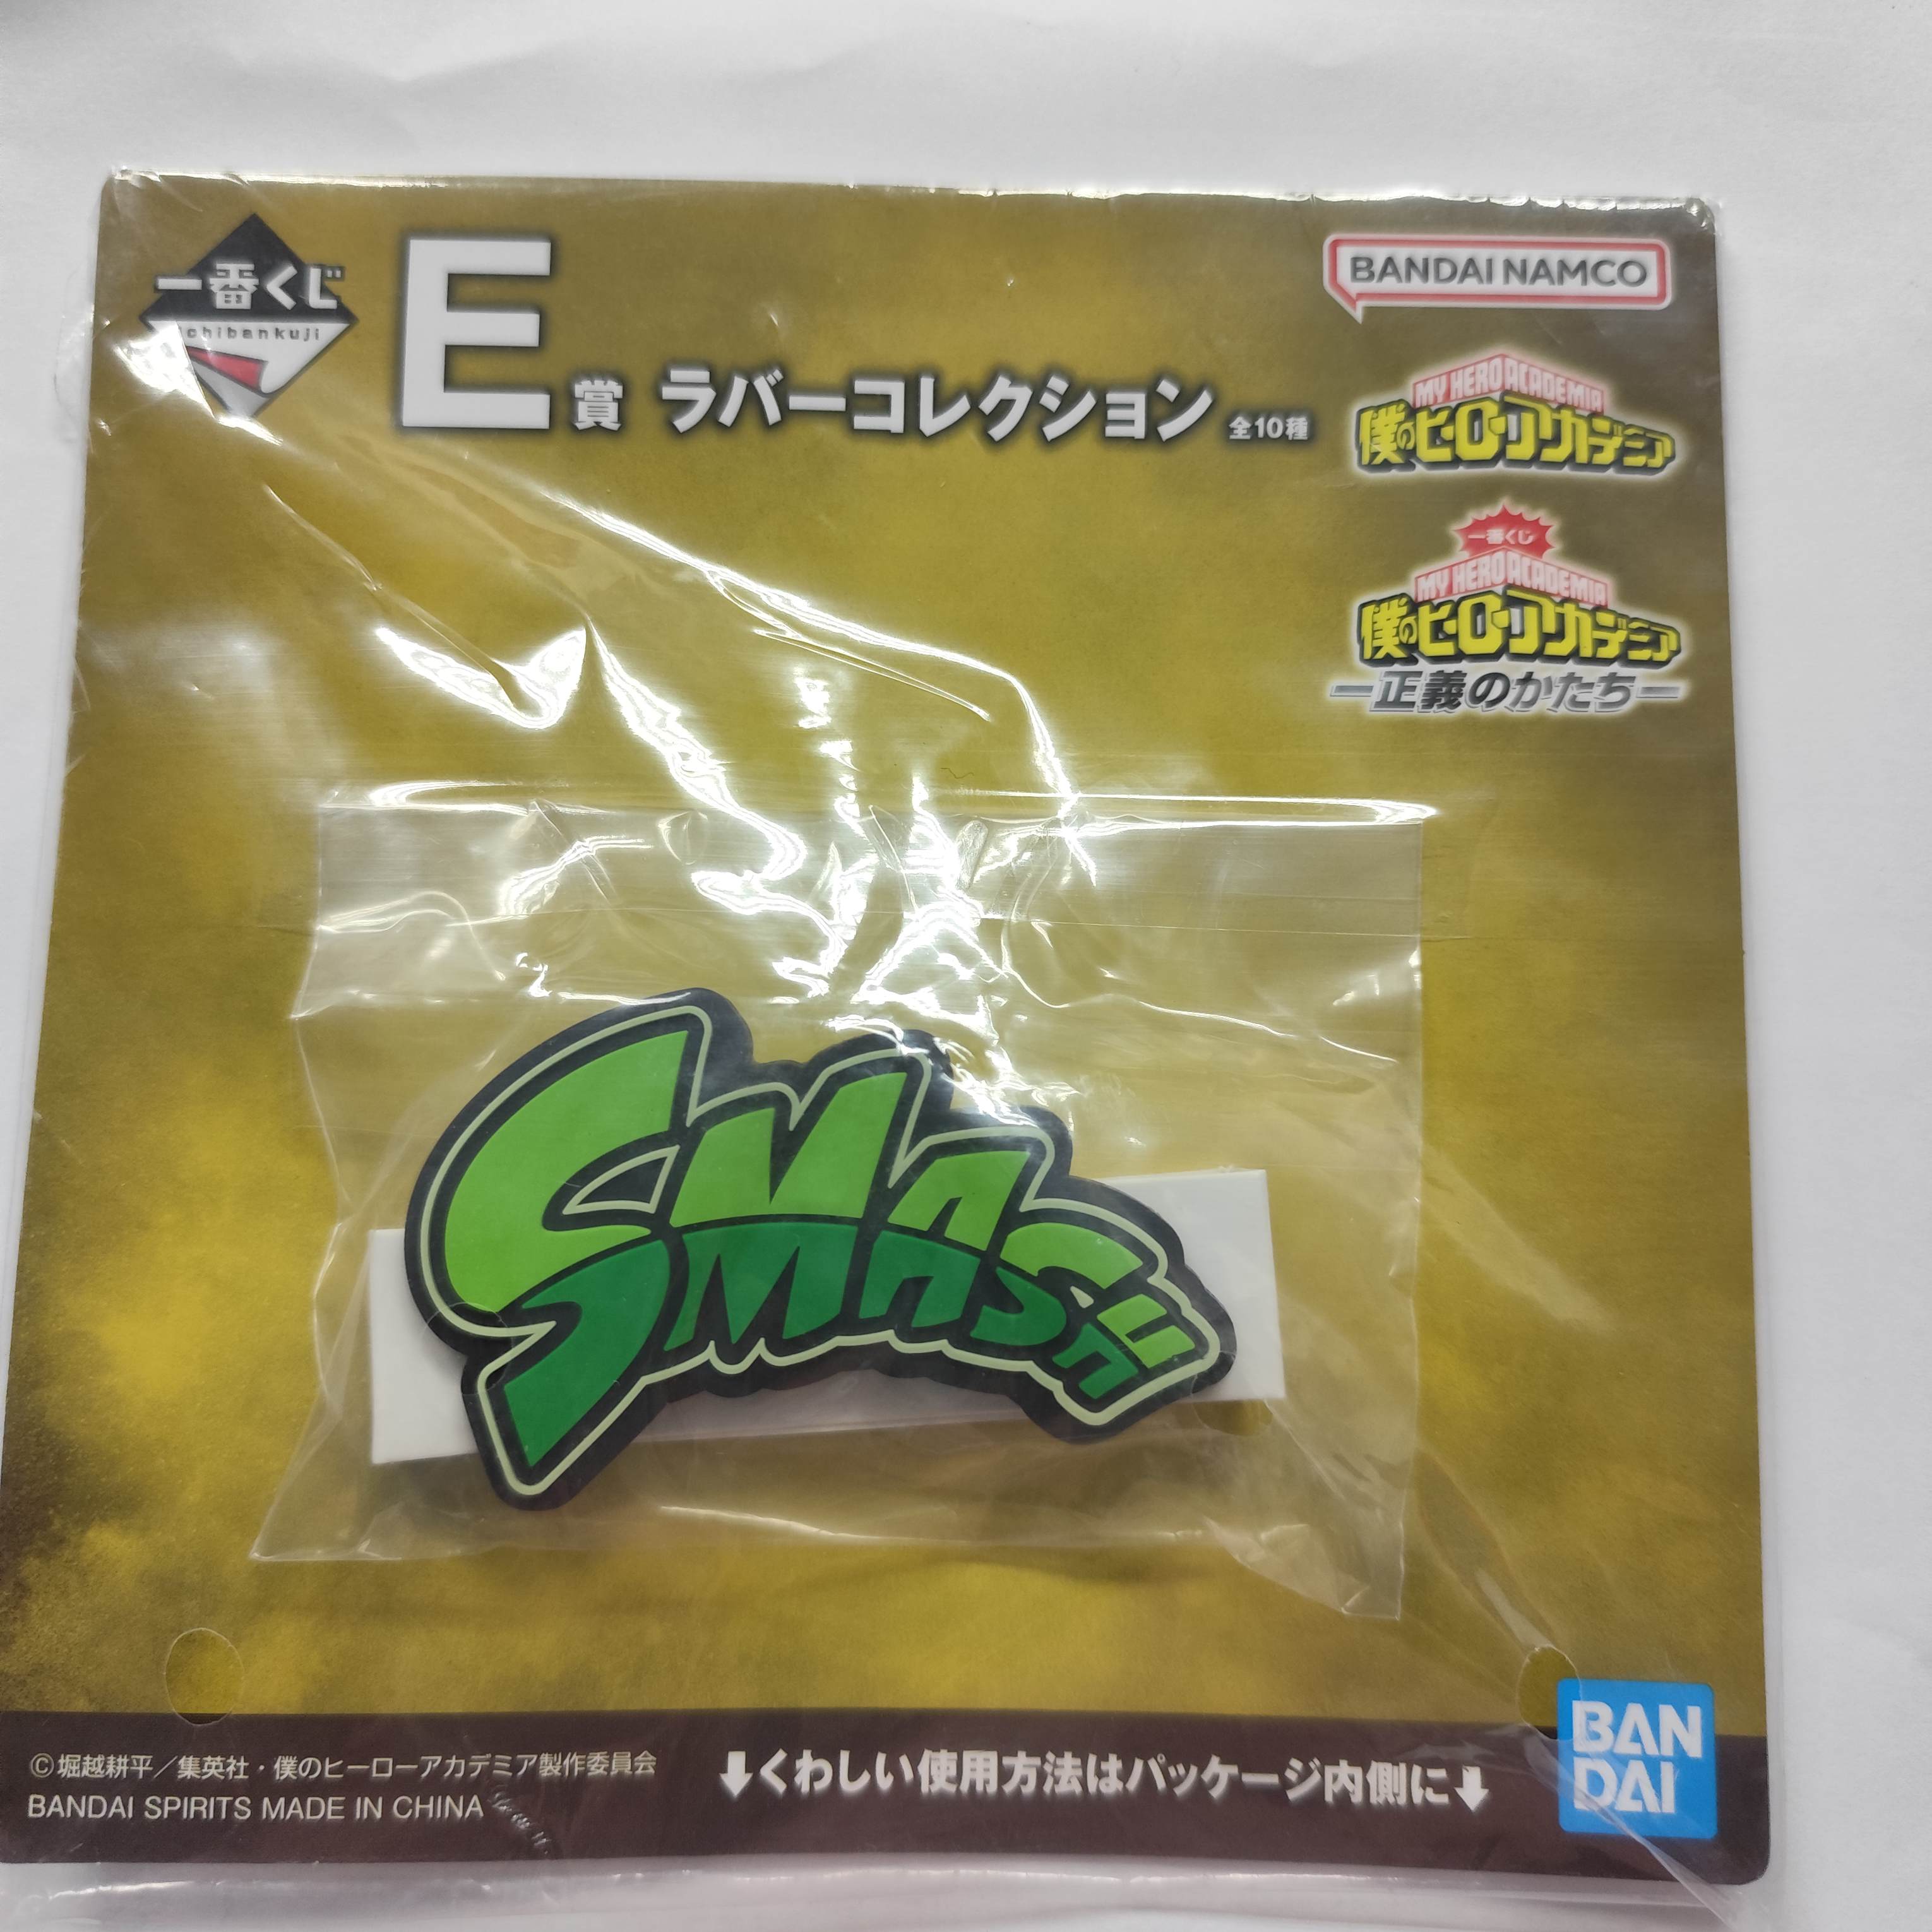 一番くじ
ichibankuji
E賞 ラバーコレクション 全10種
BANDAI NAMCO
MY HERO ACADEMIA
僕のヒーローアカデミア
一番くじ
MY HERO ACADEMIA
僕のヒーローアカデミア
―正義のかたち―
SMASH
©堀越耕平／集英社・僕のヒーローアカデミア製作委員会
BANDAI SPIRITS MADE IN CHINA
⬇くわしい使用方法はパッケージ内側に⬇
BAN
DAI